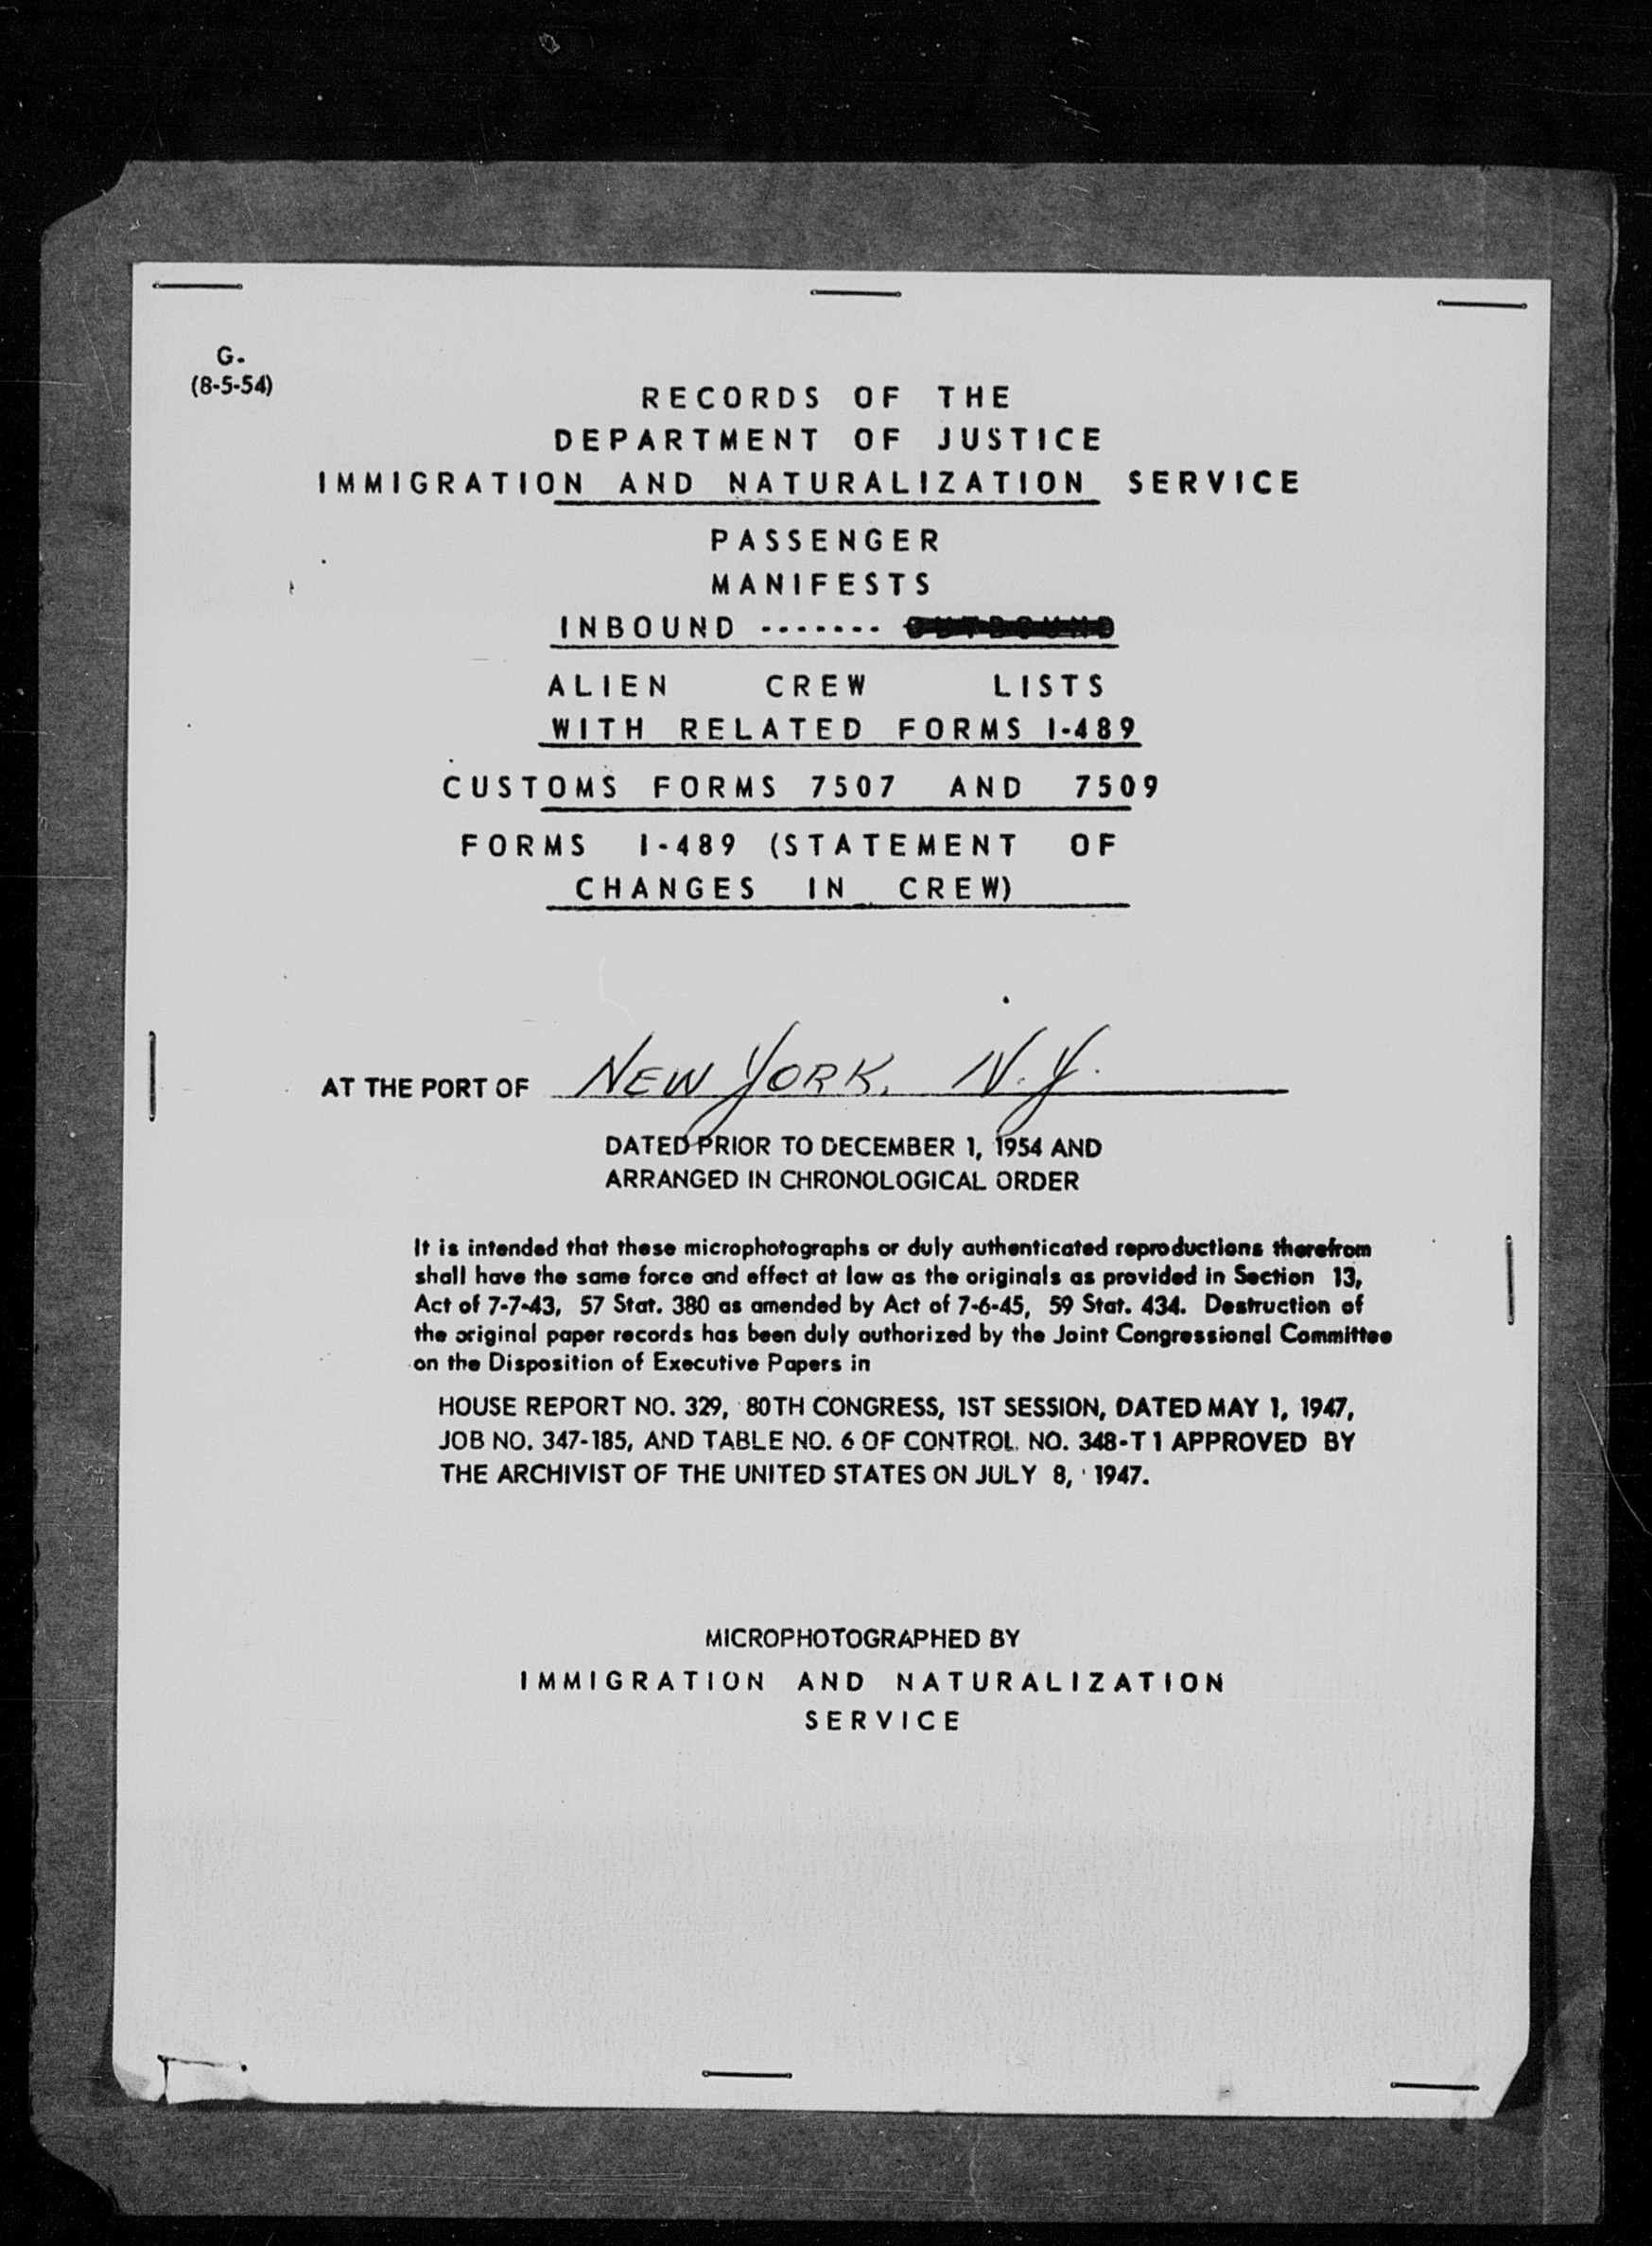 G-
(8-5-54)
RECORDS OF THE
DEPARTMENT OF JUSTICE
IMMIGRATION AND NATURALIZATION SERVICE
PASSENGER
MANIFESTS
INBOUND ------- OUTBOUND
ALIEN CREW LISTS
WITH RELATED FORMS I-489
CUSTOMS FORMS 7507 AND 7509
FORMS I-489 (STATEMENT OF
CHANGES IN CREW)
AT THE PORT OF NEW YORK, N.Y.
DATED PRIOR TO DECEMBER 1, 1954 AND
ARRANGED IN CHRONOLOGICAL ORDER
It is intended that these microphotographs or duly authenticated reproductions therefrom
shall have the same force and effect at law as the originals as provided in Section 13,
Act of 7-7-43, 57 Stat. 380 as amended by Act of 7-6-45, 59 Stat. 434. Destruction of
the original paper records has been duly authorized by the Joint Congressional Committee
on the Disposition of Executive Papers in
HOUSE REPORT NO. 329, 80TH CONGRESS, 1ST SESSION, DATED MAY 1, 1947,
JOB NO. 347-185, AND TABLE NO. 6 OF CONTROL NO. 348-T1 APPROVED BY
THE ARCHIVIST OF THE UNITED STATES ON JULY 8, 1947.
MICROPHOTOGRAPHED BY
IMMIGRATION AND NATURALIZATION
SERVICE